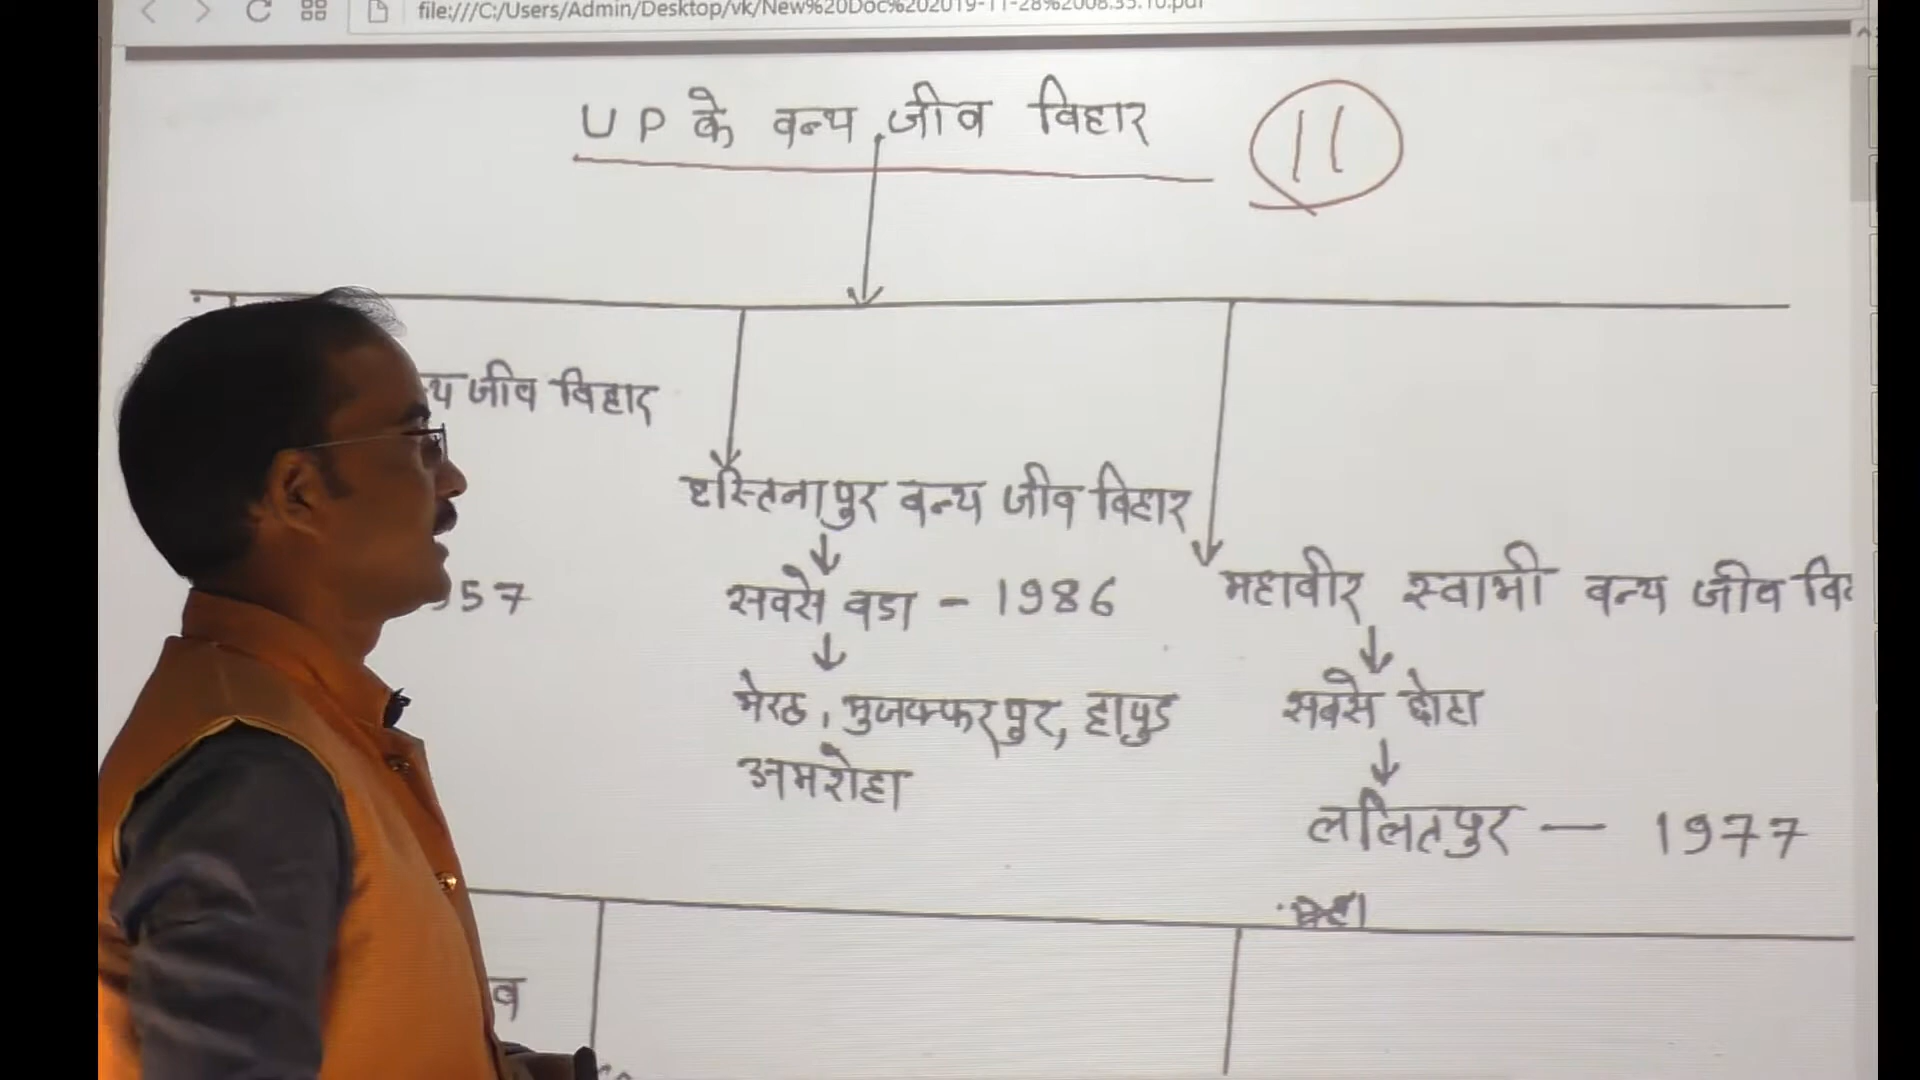 file:///C:/Users/Admin/Desktop/vk/New%20Doc%202019-11-28%2008.35.10.pdf
UP के वन्य जीव विहार 11
य जीव विहार
हस्तिनापुर वन्य जीव विहार
महावीर स्वामी वन्य जीव वि
57
सबसे बडा - 1986
सबसे छोटा
मेरठ, मुजफ्फरपुर, हापुड
अमरोहा
ललितपुर - 1977
व